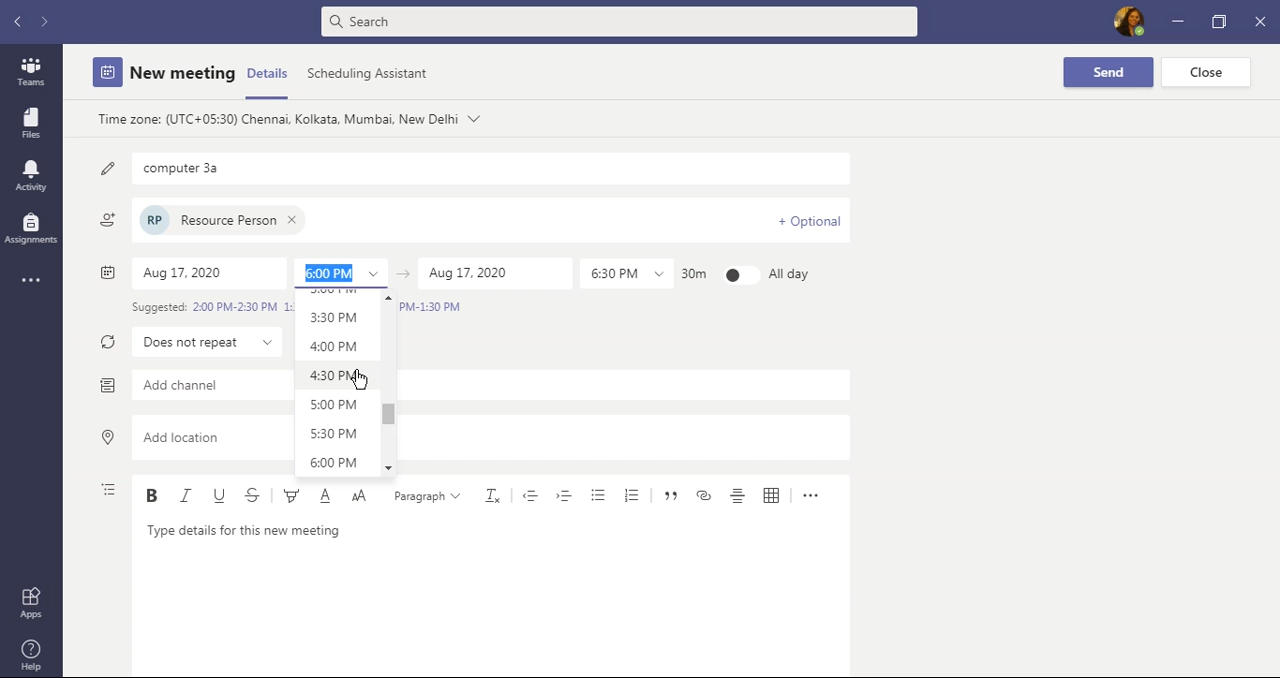 Search
Teams
Files
Activity
Assignments
Apps
Help
New meeting Details Scheduling Assistant Send Close
Time zone: (UTC+05:30) Chennai, Kolkata, Mumbai, New Delhi
computer 3a
RP Resource Person + Optional
Aug 17, 2020 6:00 PM Aug 17, 2020 6:30 PM 30m All day
Suggested: 2:00 PM-2:30 PM PM-1:30 PM
3:30 PM
4:00 PM
4:30 PM
5:00 PM
5:30 PM
6:00 PM
Does not repeat
Add channel
Add location
B I U S A AA Paragraph
Type details for this new meeting